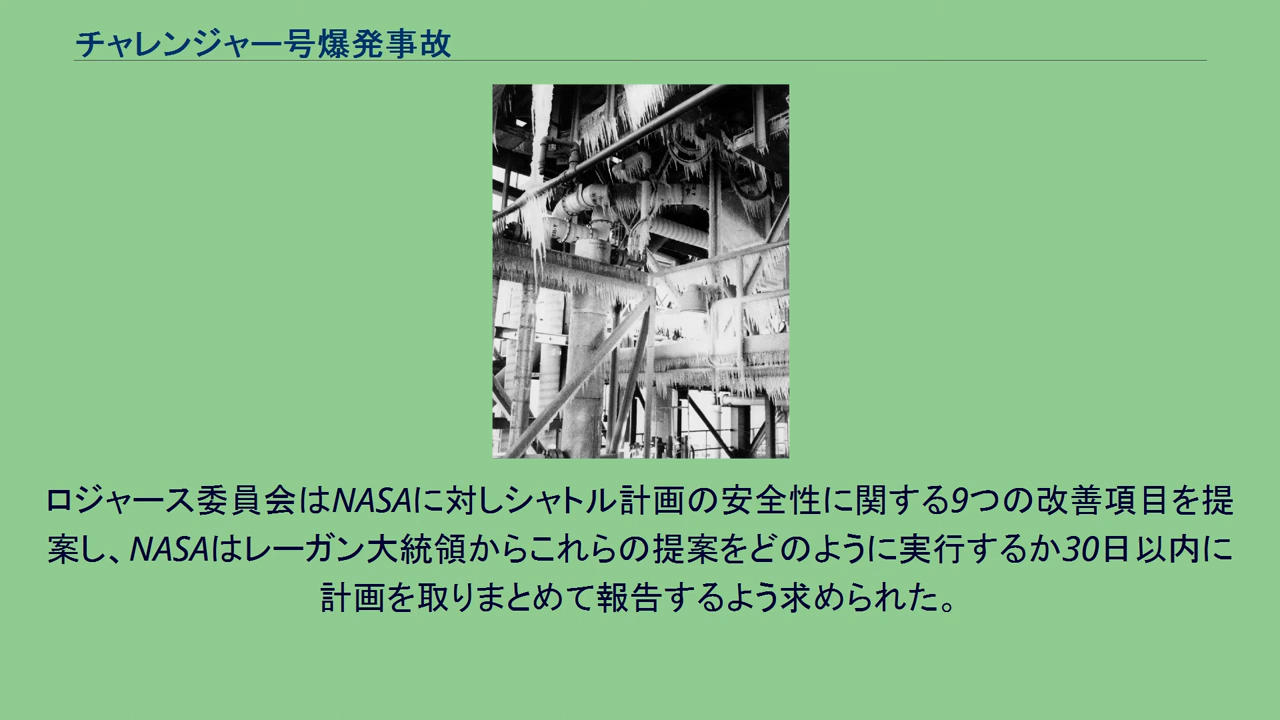 チャレンジャー号爆発事故
ロジャース委員会はNASAに対しシャトル計画の安全性に関する9つの改善項目を提
案し、NASAはレーガン大統領からこれらの提案をどのように実行するか30日以内に
計画を取りまとめて報告するよう求められた。